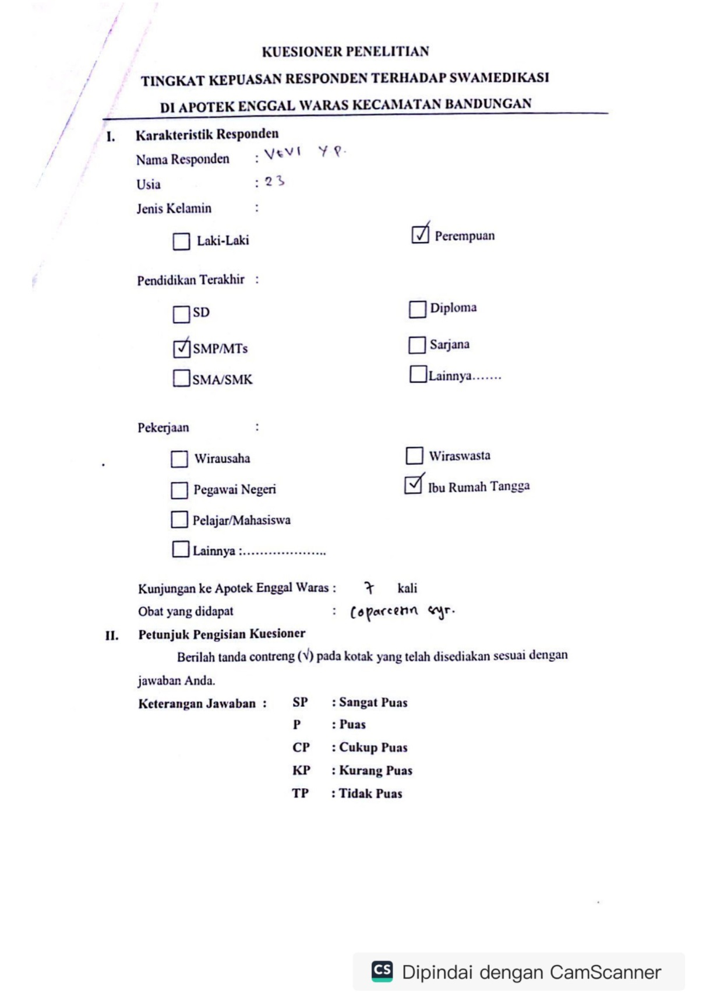 KUESIONER PENELITIAN
TINGKAT KEPUASAN RESPONDEN TERHADAP SWAMEDIKASI
DI APOTEK ENGGAL WARAS KECAMATAN BANDUNGAN
I. Karakteristik Responden
Nama Responden : VEVI Y P.
Usia : 23
Jenis Kelamin :
Laki-Laki ✓ Perempuan
Pendidikan Terakhir :
SD Diploma
✓ SMP/MTs Sarjana
SMA/SMK Lainnya.......
Pekerjaan :
Wirausaha Wiraswasta
Pegawai Negeri ✓ Ibu Rumah Tangga
Pelajar/Mahasiswa
Lainnya :....................
Kunjungan ke Apotek Enggal Waras : 7 kali
Obat yang didapat : Coparcetin syr.
II. Petunjuk Pengisian Kuesioner
Berilah tanda contreng (√) pada kotak yang telah disediakan sesuai dengan
jawaban Anda.
Keterangan Jawaban : SP : Sangat Puas
P : Puas
CP : Cukup Puas
KP : Kurang Puas
TP : Tidak Puas
CS Dipindai dengan CamScanner